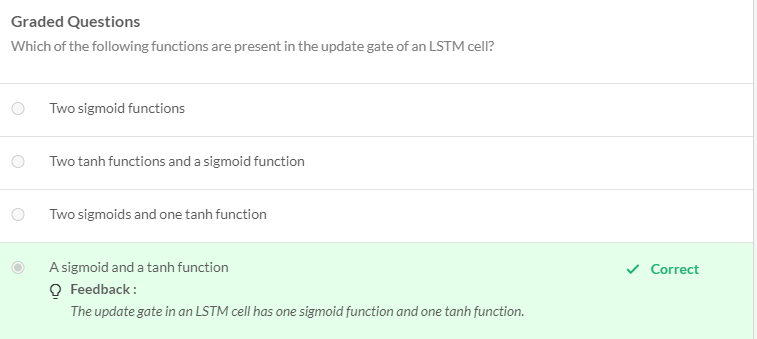 Graded Questions
Which of the following functions are present in the update gate of an LSTM cell?
Two sigmoid functions
Two tanh functions and a sigmoid function
Two sigmoids and one tanh function
A sigmoid and a tanh function
Correct
Feedback :
The update gate in an LSTM cell has one sigmoid function and one tanh function.